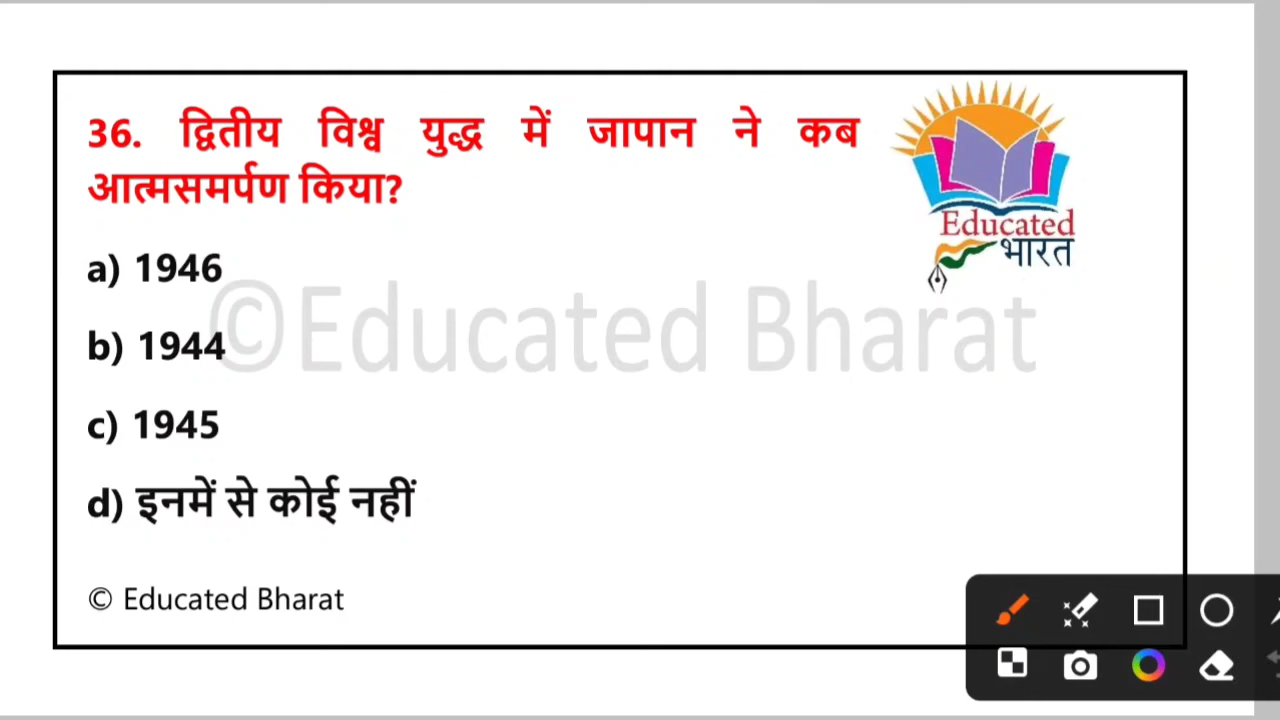 36. द्वितीय विश्व युद्ध में जापान ने कब
आत्मसमर्पण किया?
Educated
भारत
a) 1946
©Educated Bharat
b) 1944
c) 1945
d) इनमें से कोई नहीं
© Educated Bharat